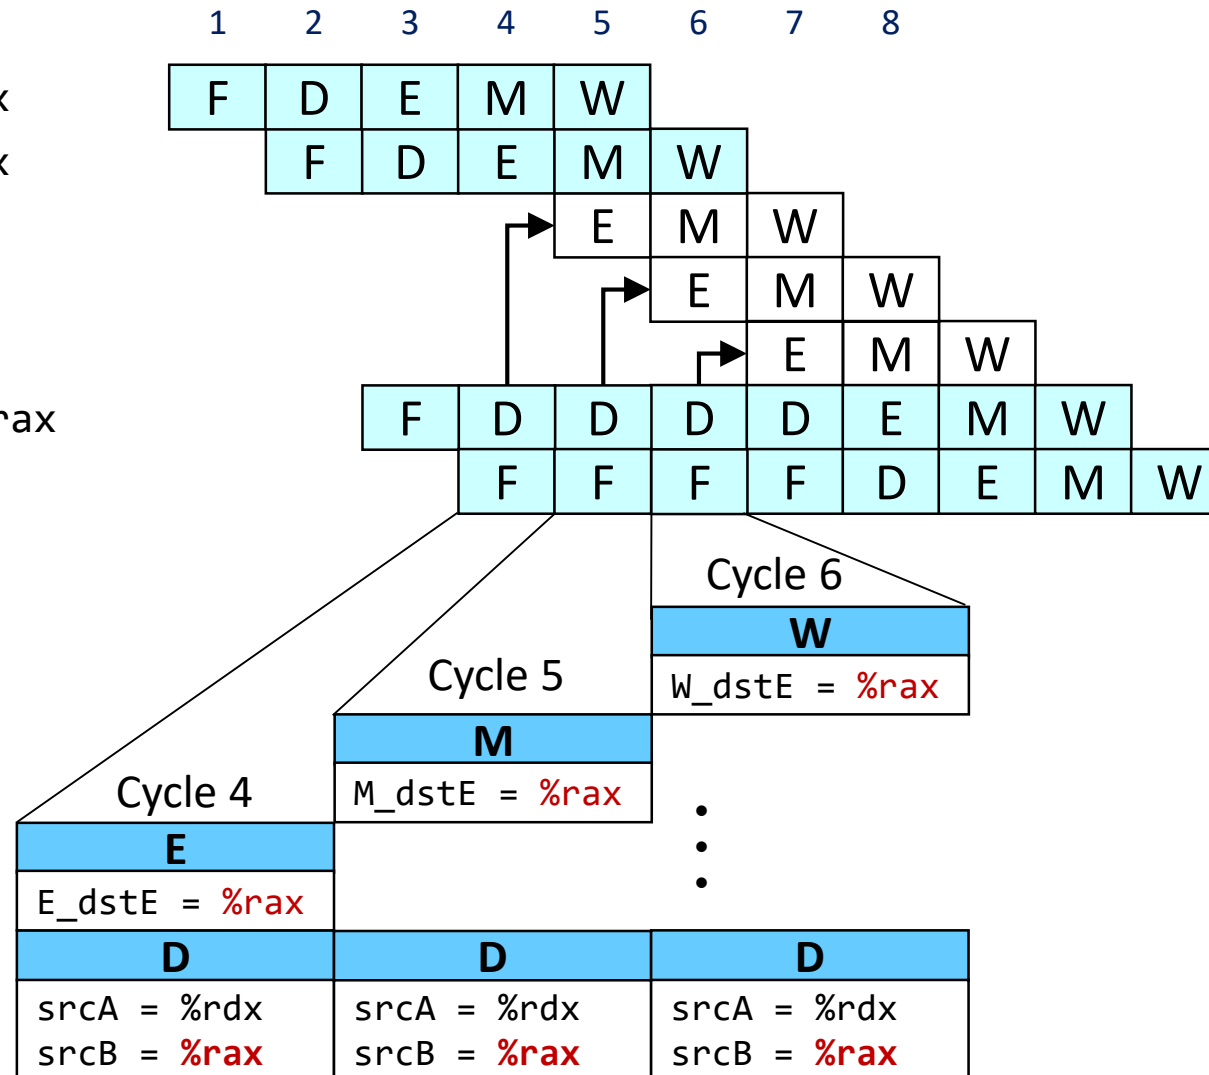 1 2 3 4 5 6 7 8
x F D E M W
x F D E M W
E M W
E M W
E M W
rax F D D D D E M W
F F F F D E M W
Cycle 6
W
W_dstE = %rax
Cycle 5
M
M_dstE = %rax
Cycle 4
E
E_dstE = %rax
D D D
srcA = %rdx srcA = %rdx srcA = %rdx
srcB = %rax srcB = %rax srcB = %rax